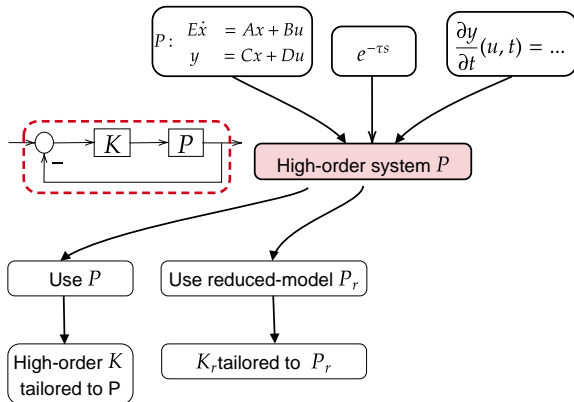 P: Eẋ = Ax + Bu
y = Cx + Du
e^{-τs}
∂y/∂t (u, t) = ...
K P
−
High-order system P
Use P
Use reduced-model P_r
High-order K
tailored to P
K_r tailored to P_r